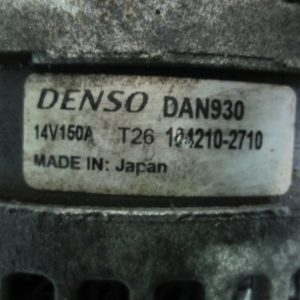 DENSO DAN930
14V150A T26 104210-2710
MADE IN: Japan